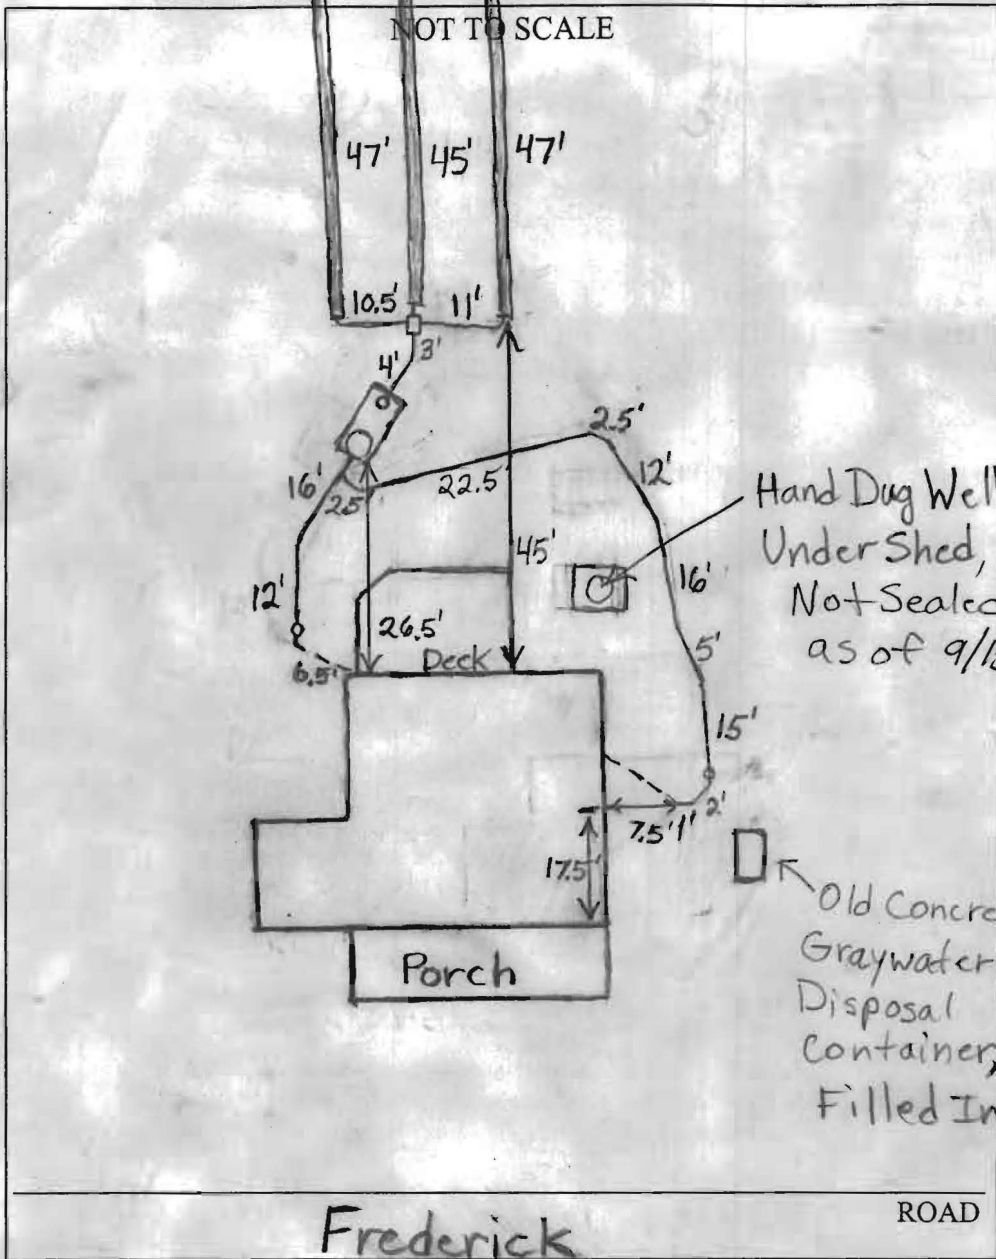 NOT TO SCALE
47' 45' 47'
10.5' 11'
3'
4'
2.5'
16' 22.5' 12'
25
Hand Dug Well
Under Shed,
Not Sealed
as of 9/1
45' 16'
12' 26.5'
Deck 5'
6.5'
15'
7.5' 1' 2'
17.5'
Old Concre
Graywater
Disposal
Container,
Filled In
Porch
ROAD
Frederick